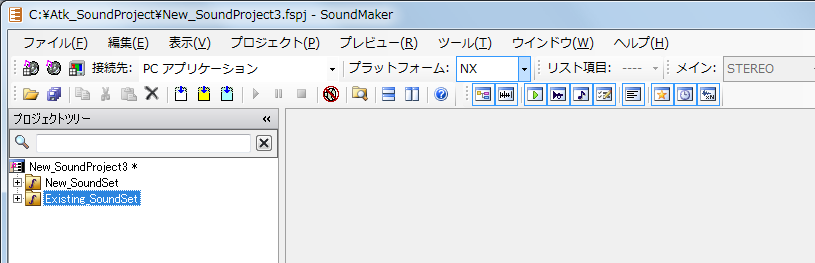 C:¥Atk_SoundProject¥New_SoundProject3.fspj - SoundMaker
ファイル(F) 編集(E) 表示(V) プロジェクト(P) プレビュー(R) ツール(T) ウインドウ(W) ヘルプ(H)
接続先: PC アプリケーション プラットフォーム: NX リスト項目: ---- メイン: STEREO
プロジェクトツリー
New_SoundProject3 *
New_SoundSet
Existing_SoundSet